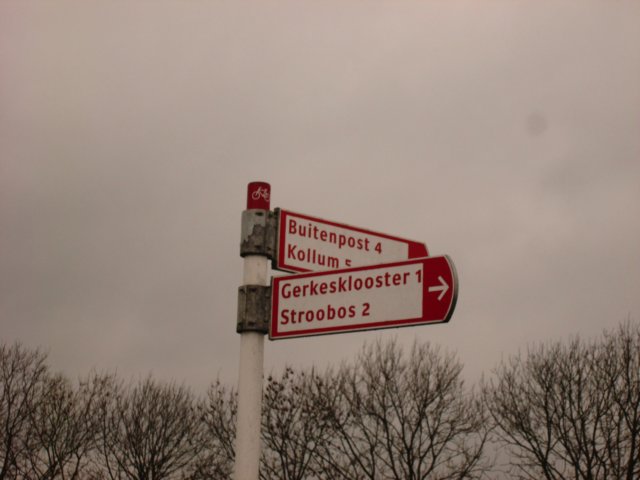 Buitenpost 4
Kollum 5
Gerkesklooster 1
Stroobos 2